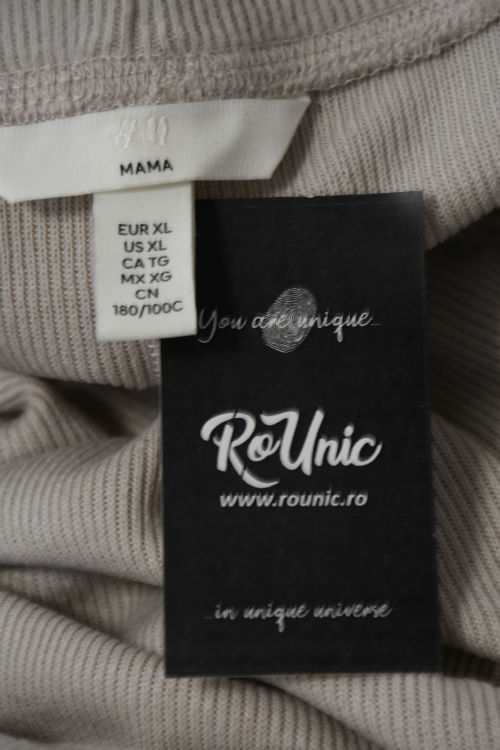 H&M
MAMA
EUR XL
US XL
CA TG
MX XG
CN
180/100C
You are unique...
RoUnic
www.rounic.ro
...in unique universe